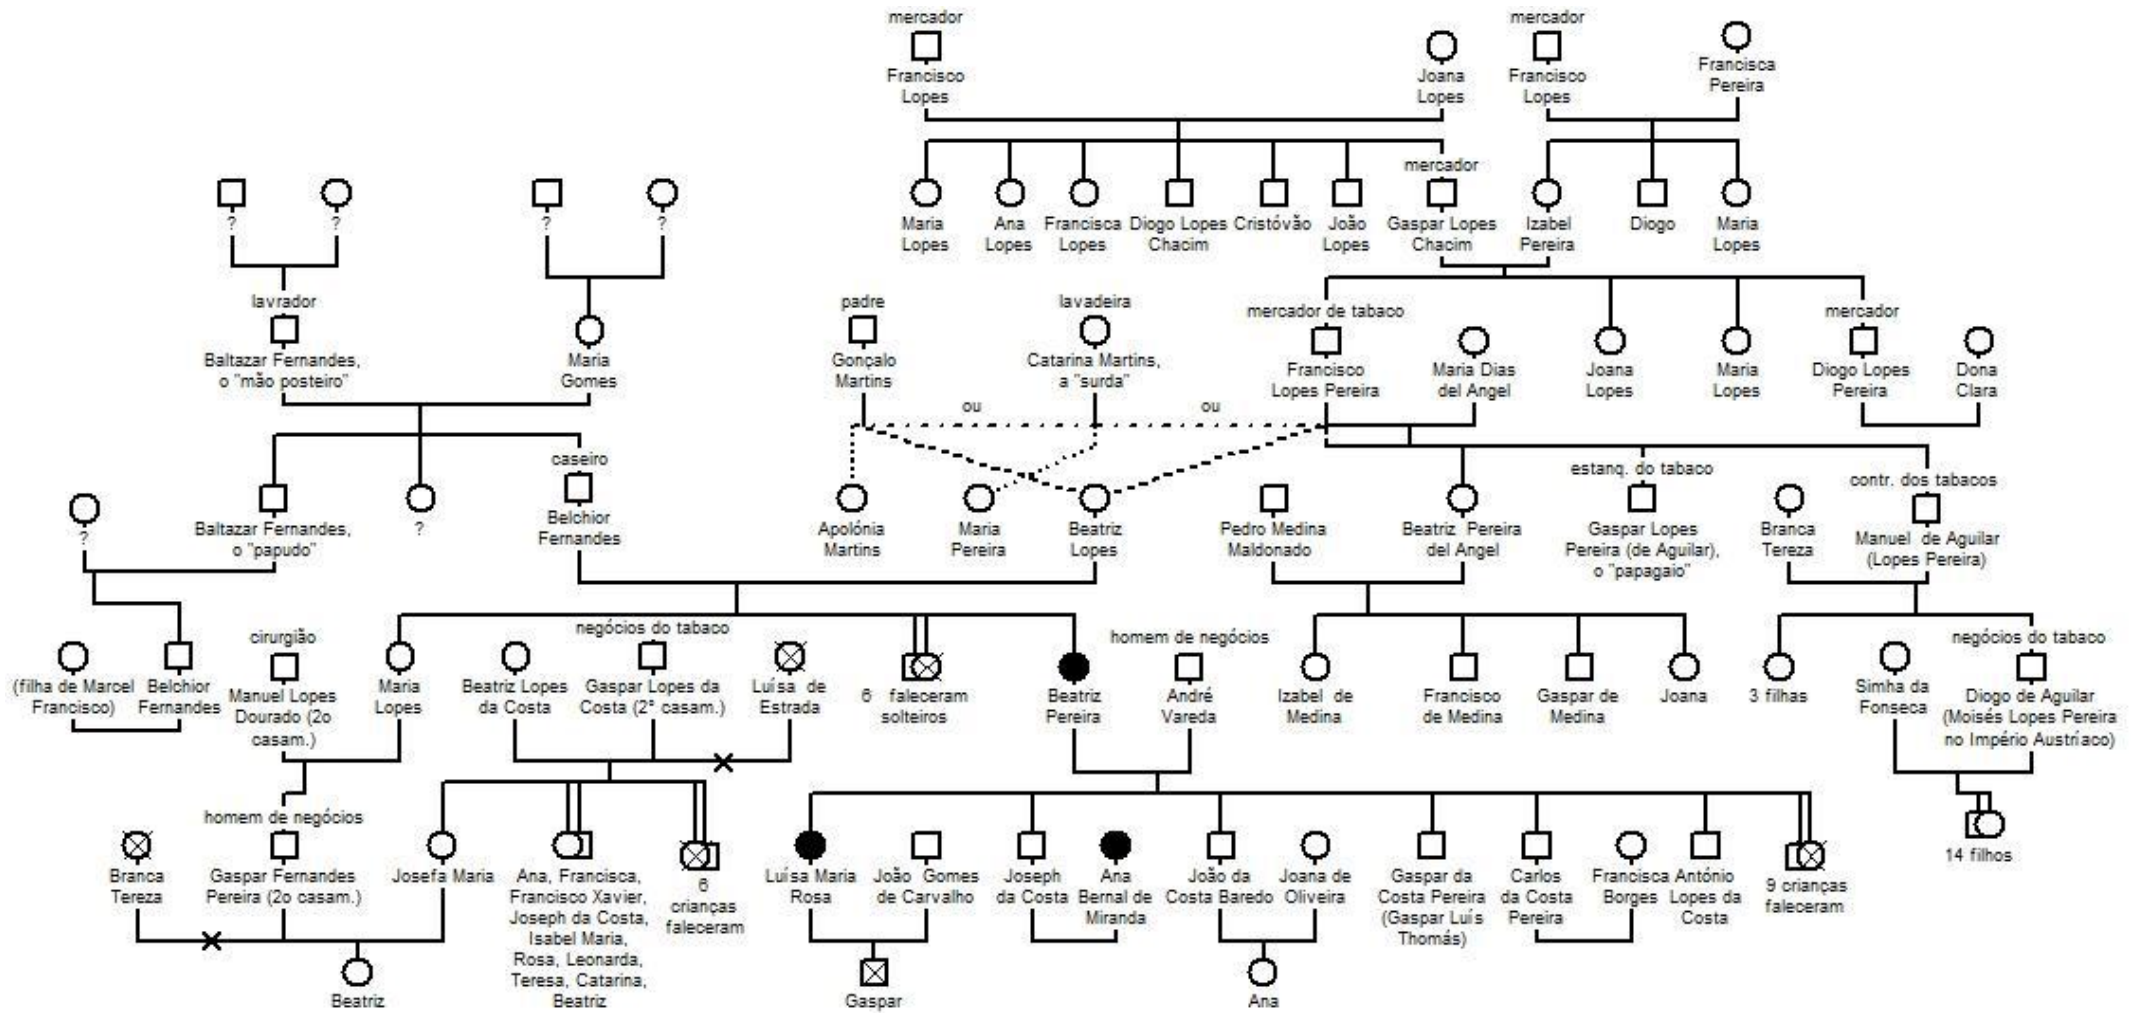 mercador
mercador
Francisco
Lopes
Joana
Lopes
Francisco
Lopes
Francisca
Pereira
mercador
?
?
?
?
Maria
Lopes
Ana
Lopes
Francisca
Lopes
Diogo Lopes
Chacim
Cristóvão
João
Lopes
Gaspar Lopes
Chacim
Izabel
Pereira
Diogo
Maria
Lopes
lavrador
padre
lavadeira
mercador de tabaco
mercador
Baltazar Fernandes,
o "mão posteiro"
Maria
Gomes
Gonçalo
Martins
Catarina Martins,
a "surda"
Francisco
Lopes Pereira
Maria Dias
del Angel
Joana
Lopes
Maria
Lopes
Diogo Lopes
Pereira
Dona
Clara
ou
ou
caseiro
estanq. do tabaco
contr. dos tabacos
?
Baltazar Fernandes,
o "papudo"
?
Belchior
Fernandes
Apolónia
Martins
Maria
Pereira
Beatriz
Lopes
Pedro Medina
Maldonado
Beatriz Pereira
del Angel
Gaspar Lopes
Pereira (de Aguilar),
o "papagaio"
Branca
Tereza
Manuel de Aguilar
(Lopes Pereira)
cirurgião
negócios do tabaco
homem de negócios
negócios do tabaco
(filha de Marcel
Francisco)
Belchior
Fernandes
Manuel Lopes
Dourado (2o
casam.)
Maria
Lopes
Beatriz Lopes
da Costa
Gaspar Lopes da
Costa (2° casam.)
Luísa de
Estrada
6 faleceram
solteiros
Beatriz
Pereira
André
Vareda
Izabel de
Medina
Francisco
de Medina
Gaspar de
Medina
Joana
3 filhas
Simha da
Fonseca
Diogo de Aguilar
(Moisés Lopes Pereira
no Império Austríaco)
homem de negócios
Branca
Tereza
Gaspar Fernandes
Pereira (2o casam.)
Josefa Maria
Ana, Francisca,
Francisco Xavier,
Joseph da Costa,
Isabel Maria,
Rosa, Leonarda,
Teresa, Catarina,
Beatriz
6
crianças
faleceram
Luísa Maria
Rosa
João Gomes
de Carvalho
Joseph
da Costa
Ana
Bernal de
Miranda
João da
Costa Baredo
Joana de
Oliveira
Gaspar da
Costa Pereira
(Gaspar Luís
Thomás)
Carlos
da Costa
Pereira
Francisca
Borges
António
Lopes da
Costa
9 crianças
faleceram
14 filhos
Beatriz
Gaspar
Ana